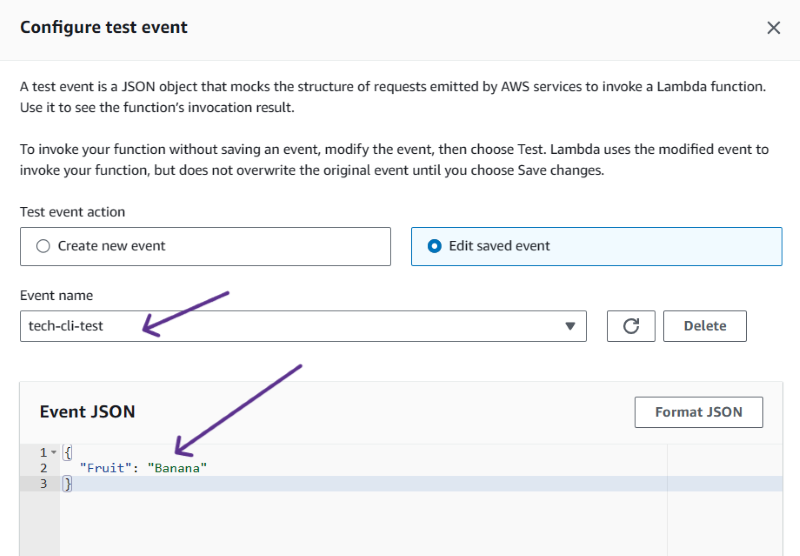 Configure test event
A test event is a JSON object that mocks the structure of requests emitted by AWS services to invoke a Lambda function.
Use it to see the function's invocation result.
To invoke your function without saving an event, modify the event, then choose Test. Lambda uses the modified event to
invoke your function, but does not overwrite the original event until you choose Save changes.
Test event action
Create new event
Edit saved event
Event name
tech-cli-test
Delete
Event JSON
Format JSON
1 {
2 "Fruit": "Banana"
3 }